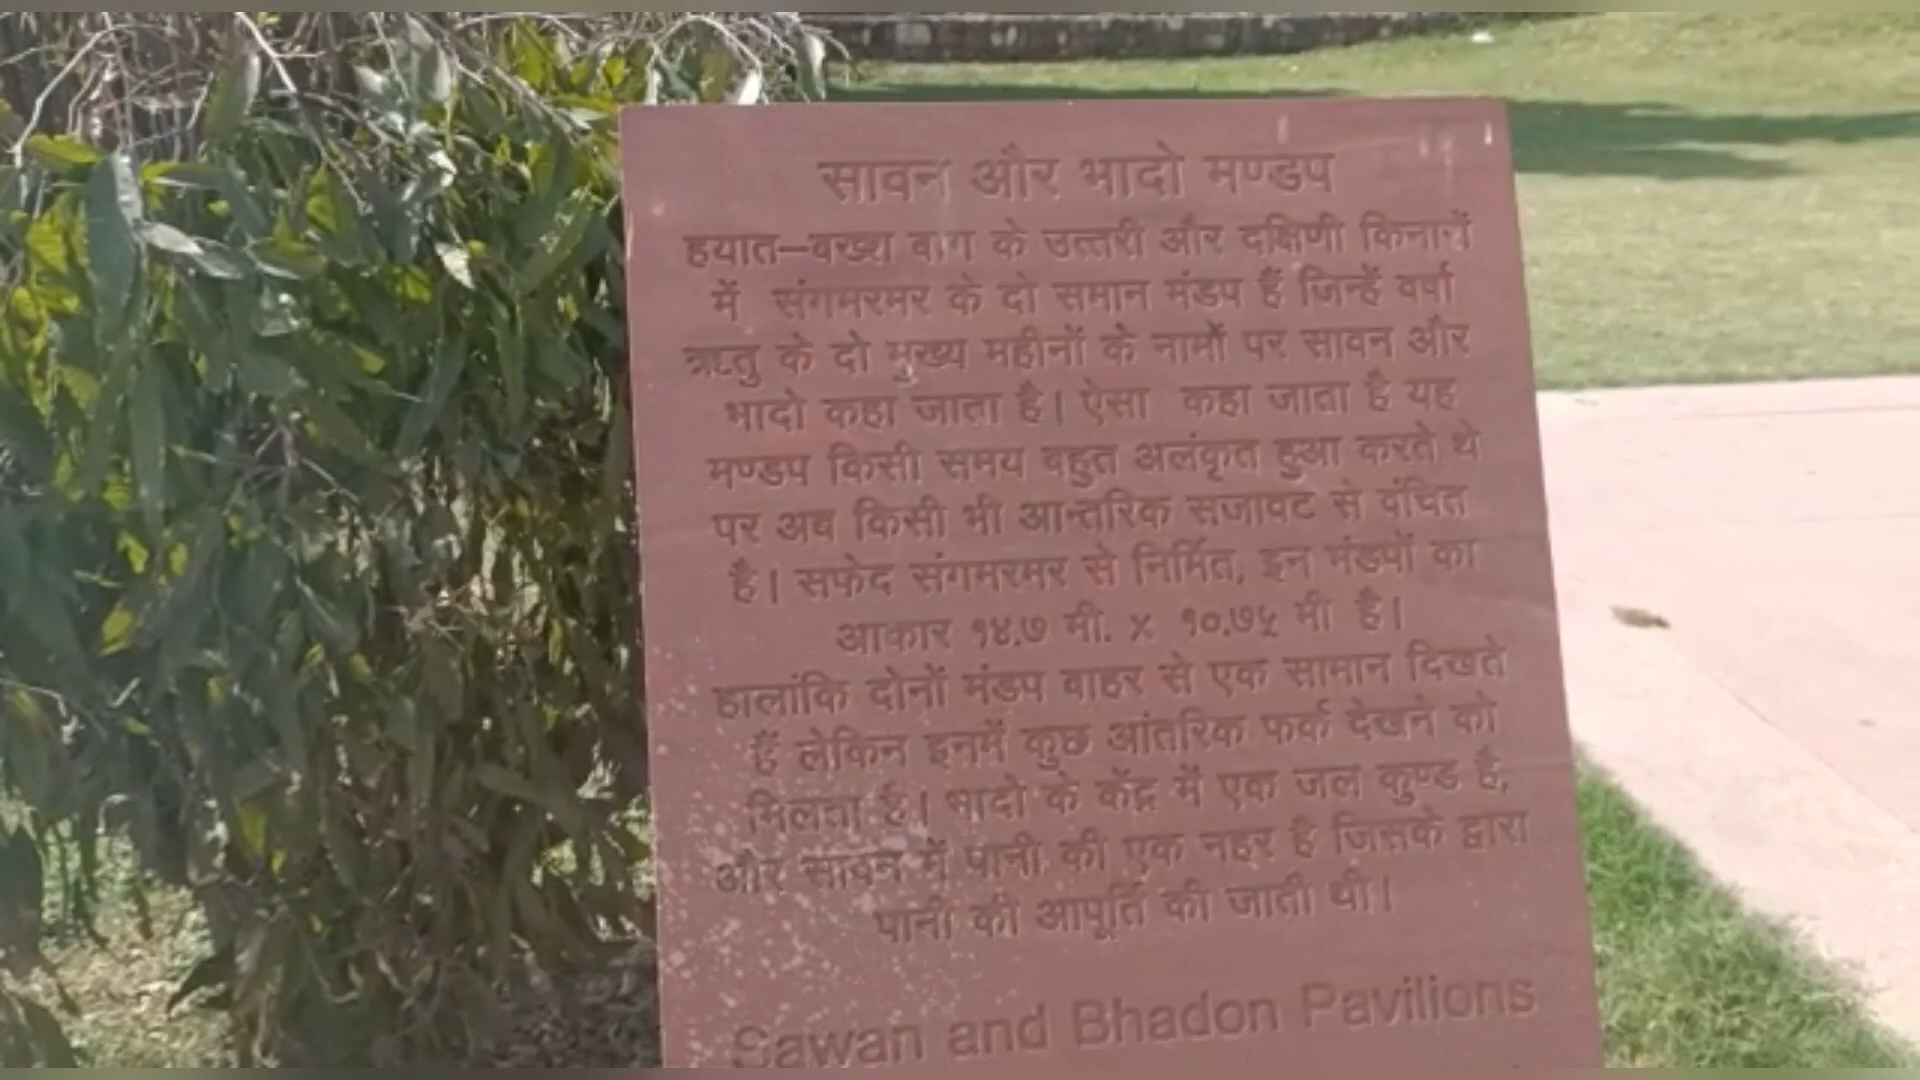 सावन और भादो मण्डप
हयात–बख्श बाग के उत्तरी और दक्षिणी किनारों
में संगमरमर के दो समान मंडप हैं जिन्हें वर्षा
ऋतु के दो मुख्य महीनों के नामों पर सावन और
भादो कहा जाता है। ऐसा कहा जाता है यह
मण्डप किसी समय बहुत अलंकृत हुआ करते थे
पर अब किसी भी आन्तरिक सजावट से वंचित
है। सफेद संगमरमर से निर्मित, इन मंडपों का
आकार १४.७ मी. x १०.७५ मी है।
हालांकि दोनों मंडप बाहर से एक सामान दिखते
हैं लेकिन इनमें कुछ आंतरिक फर्क देखने को
मिलता है। भादो के केंद्र में एक जल कुण्ड है,
और सावन में पानी की एक नहर है जिसके द्वारा
पानी की आपूर्ति की जाती थी।
Sawan and Bhadon Pavilions